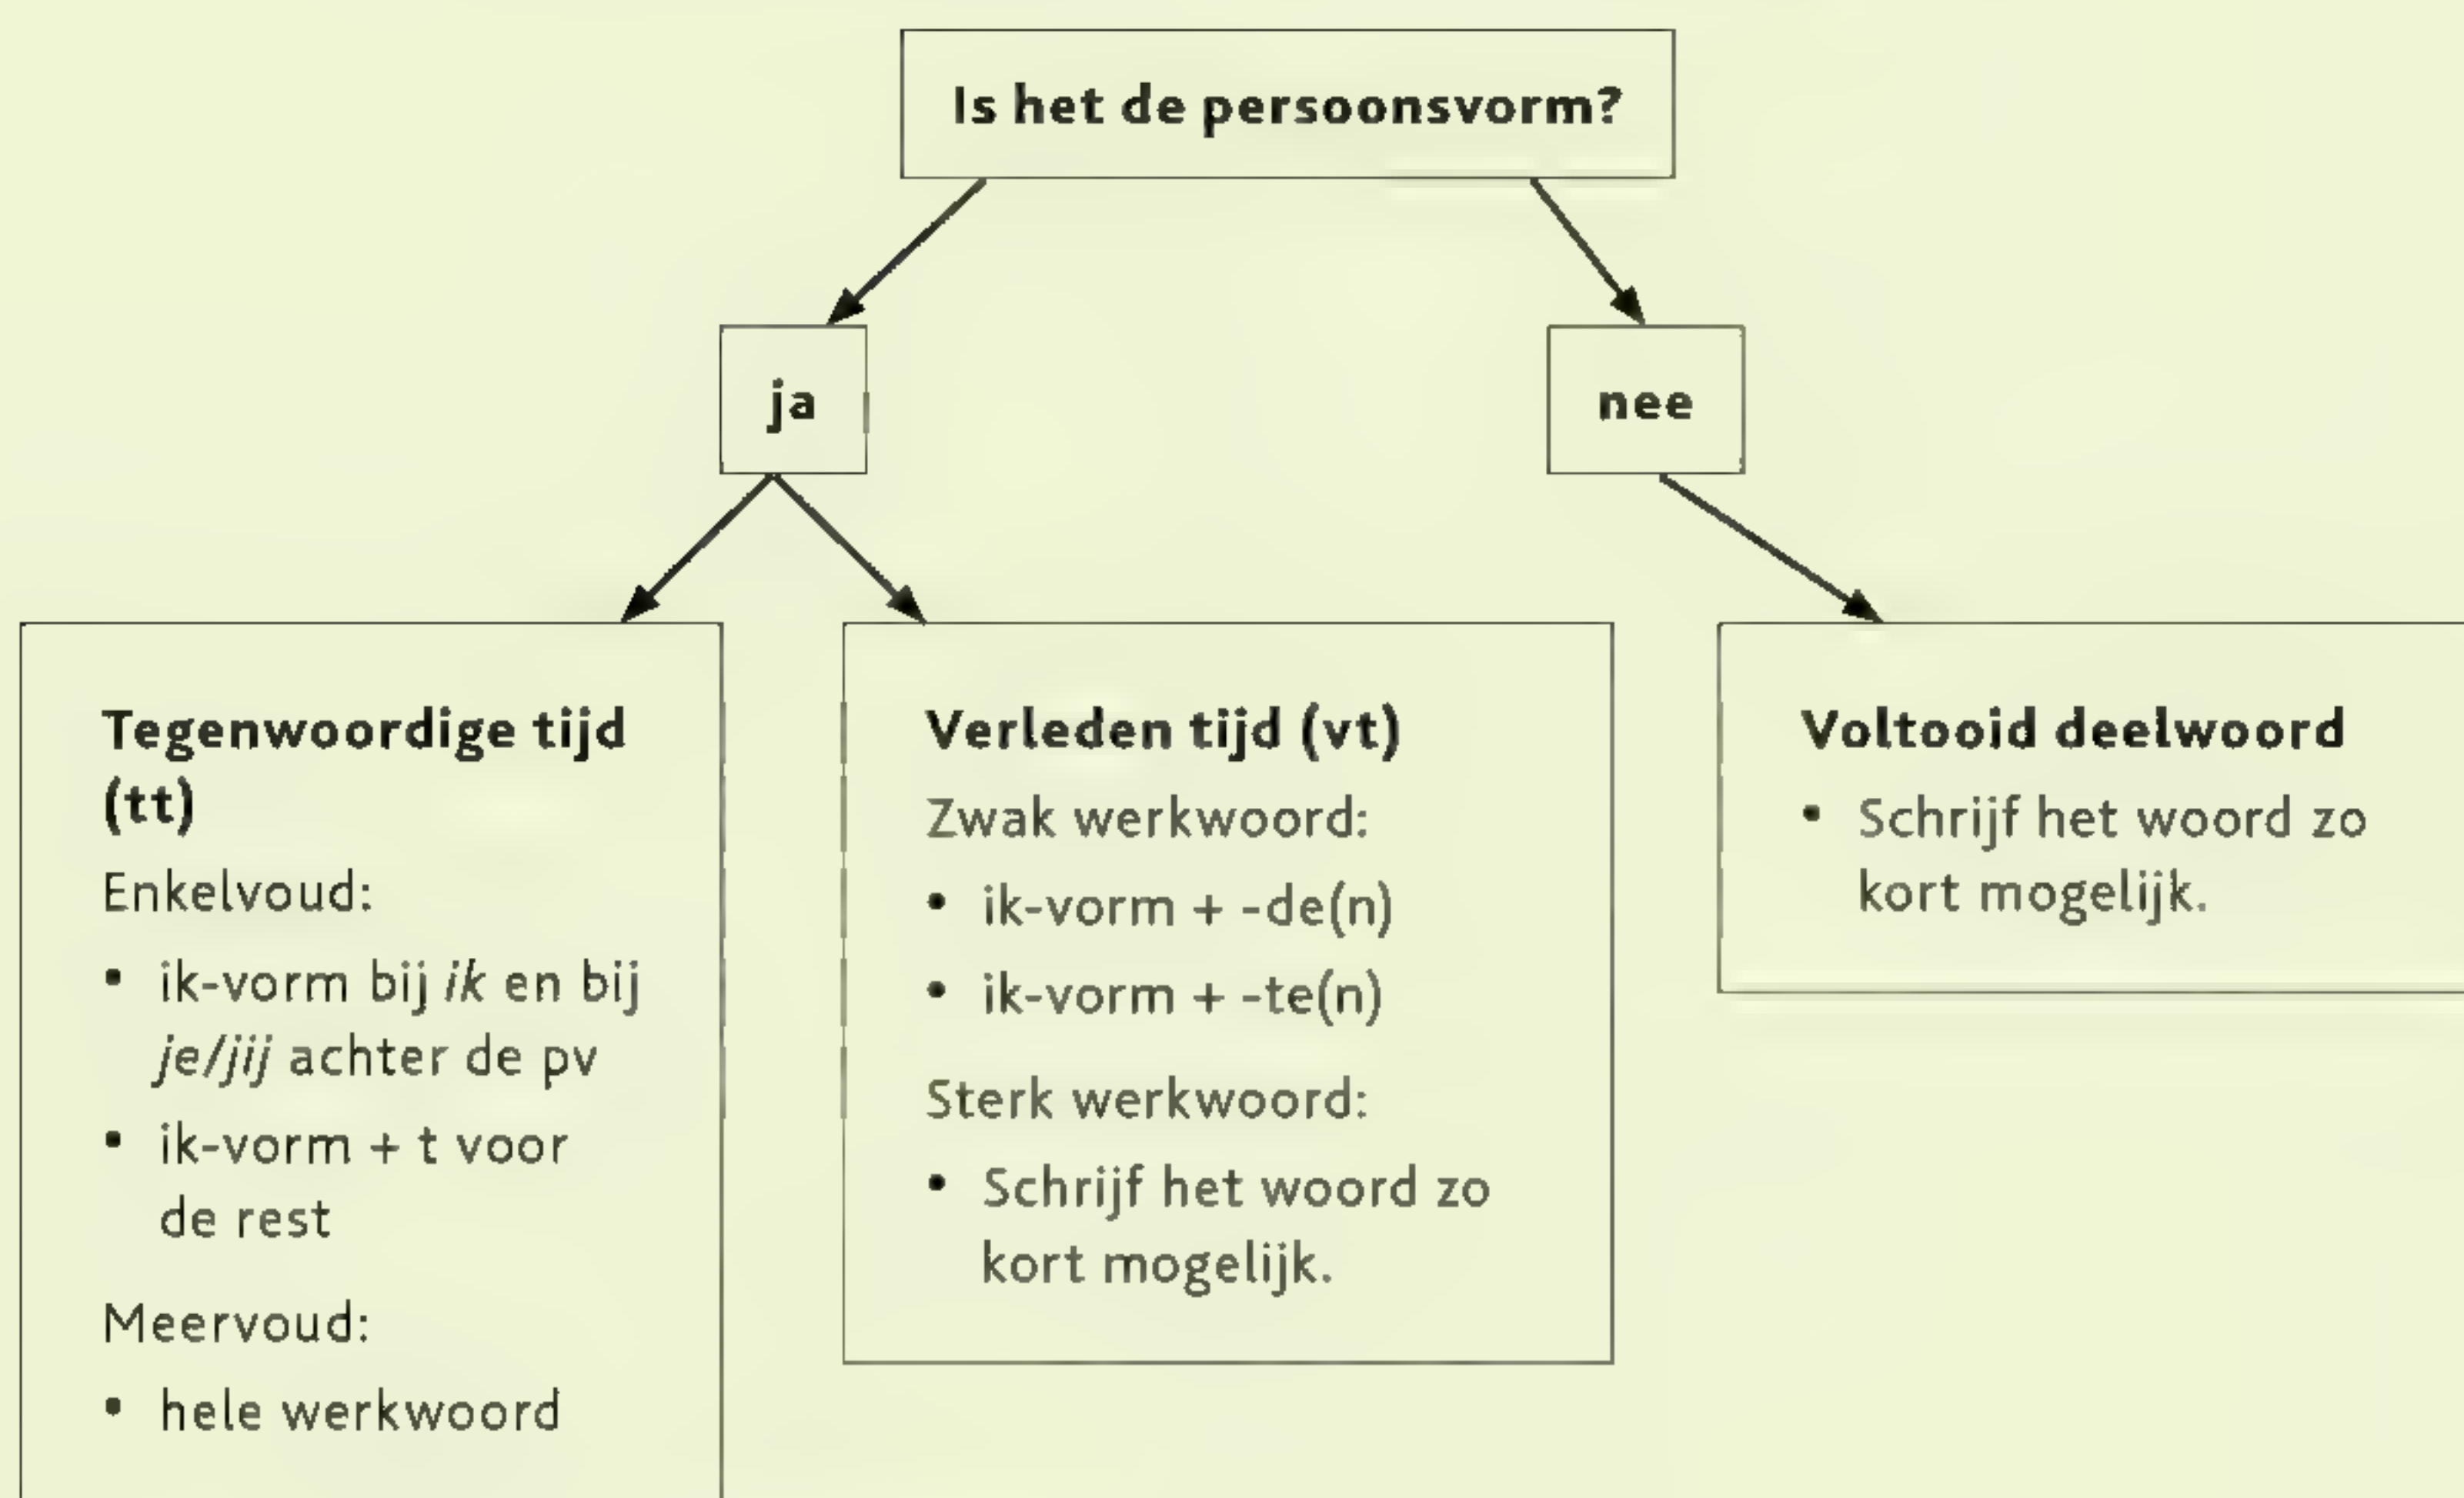 Is het de persoonsvorm?
ja
nee
Tegenwoordige tijd
(tt)
Enkelvoud:
• ik-vorm bij ik en bij
je/jij achter de pv
• ik-vorm + t voor
de rest
Meervoud:
• hele werkwoord
Verleden tijd (vt)
Zwak werkwoord:
• ik-vorm + -de(n)
• ik-vorm + -te(n)
Sterk werkwoord:
• Schrijf het woord zo
kort mogelijk.
Voltooid deelwoord
• Schrijf het woord zo
kort mogelijk.